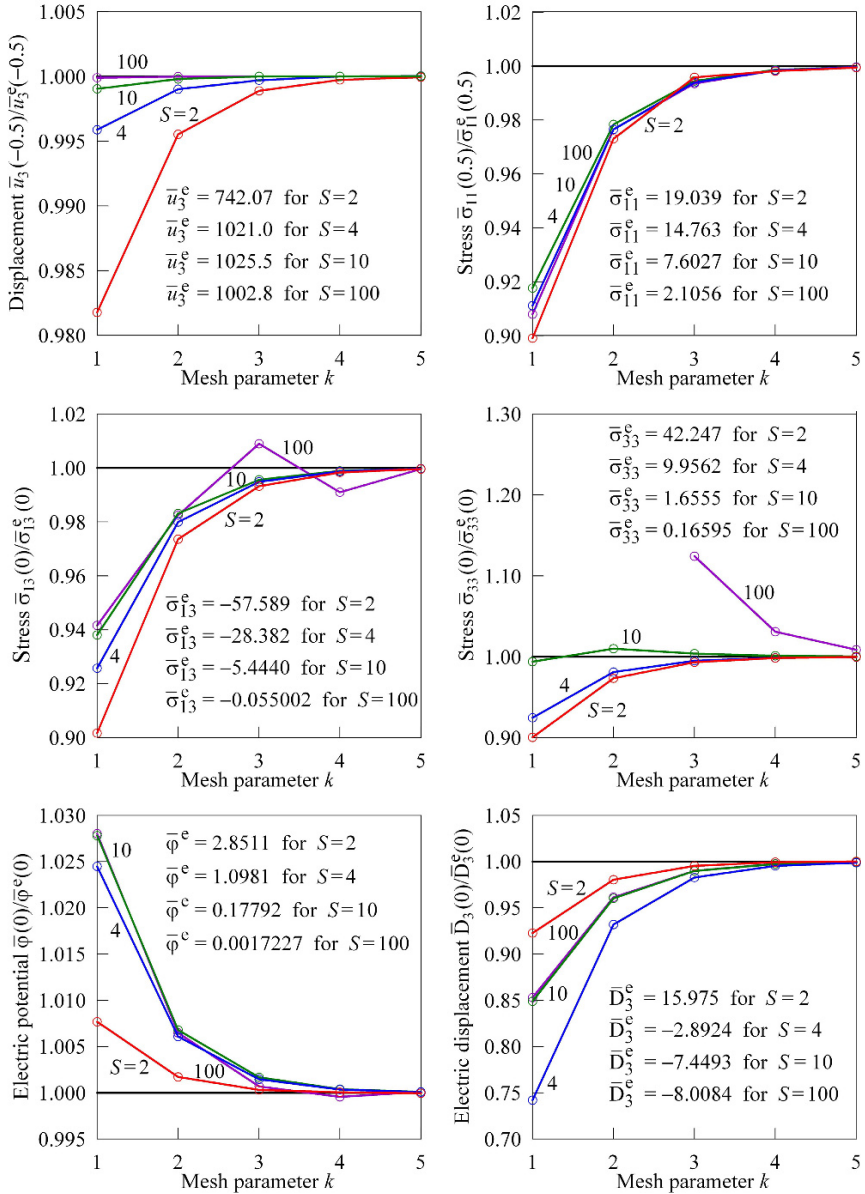 1.005
1.000
0.995
0.990
0.985
0.980
Displacement ū₃(−0.5)/ū₃ᵉ(−0.5)
100
10
4
S=2
ū₃ᵉ = 742.07 for S=2
ū₃ᵉ = 1021.0 for S=4
ū₃ᵉ = 1025.5 for S=10
ū₃ᵉ = 1002.8 for S=100
1 2 3 4 5
Mesh parameter k
1.00
0.98
0.96
0.94
0.92
0.90
Stress σ̄₁₁(0.5)/σ̄₁₁ᵉ(0.5)
S=2
100
10
4
σ̄₁₁ᵉ = 19.039 for S=2
σ̄₁₁ᵉ = 14.763 for S=4
σ̄₁₁ᵉ = 7.6027 for S=10
σ̄₁₁ᵉ = 2.1056 for S=100
1 2 3 4 5
Mesh parameter k
1.02
1.00
0.98
0.96
0.94
0.92
0.90
Stress σ̄₁₃(0)/σ̄₁₃ᵉ(0)
100
10
S=2
4
σ̄₁₃ᵉ = −57.589 for S=2
σ̄₁₃ᵉ = −28.382 for S=4
σ̄₁₃ᵉ = −5.4440 for S=10
σ̄₁₃ᵉ = −0.055002 for S=100
1 2 3 4 5
Mesh parameter k
1.30
1.20
1.10
1.00
0.90
Stress σ̄₃₃(0)/σ̄₃₃ᵉ(0)
σ̄₃₃ᵉ = 42.247 for S=2
σ̄₃₃ᵉ = 9.9562 for S=4
σ̄₃₃ᵉ = 1.6555 for S=10
σ̄₃₃ᵉ = 0.16595 for S=100
100
10
4
S=2
1 2 3 4 5
Mesh parameter k
1.030
1.025
1.020
1.015
1.010
1.005
1.000
0.995
Electric potential φ̄(0)/φ̄ᵉ(0)
10
4
S=2
100
φ̄ᵉ = 2.8511 for S=2
φ̄ᵉ = 1.0981 for S=4
φ̄ᵉ = 0.17792 for S=10
φ̄ᵉ = 0.0017227 for S=100
1 2 3 4 5
Mesh parameter k
1.05
1.00
0.95
0.90
0.85
0.80
0.75
0.70
Electric displacement D̄₃(0)/D̄₃ᵉ(0)
S=2
100
10
4
D̄₃ᵉ = 15.975 for S=2
D̄₃ᵉ = −2.8924 for S=4
D̄₃ᵉ = −7.4493 for S=10
D̄₃ᵉ = −8.0084 for S=100
1 2 3 4 5
Mesh parameter k